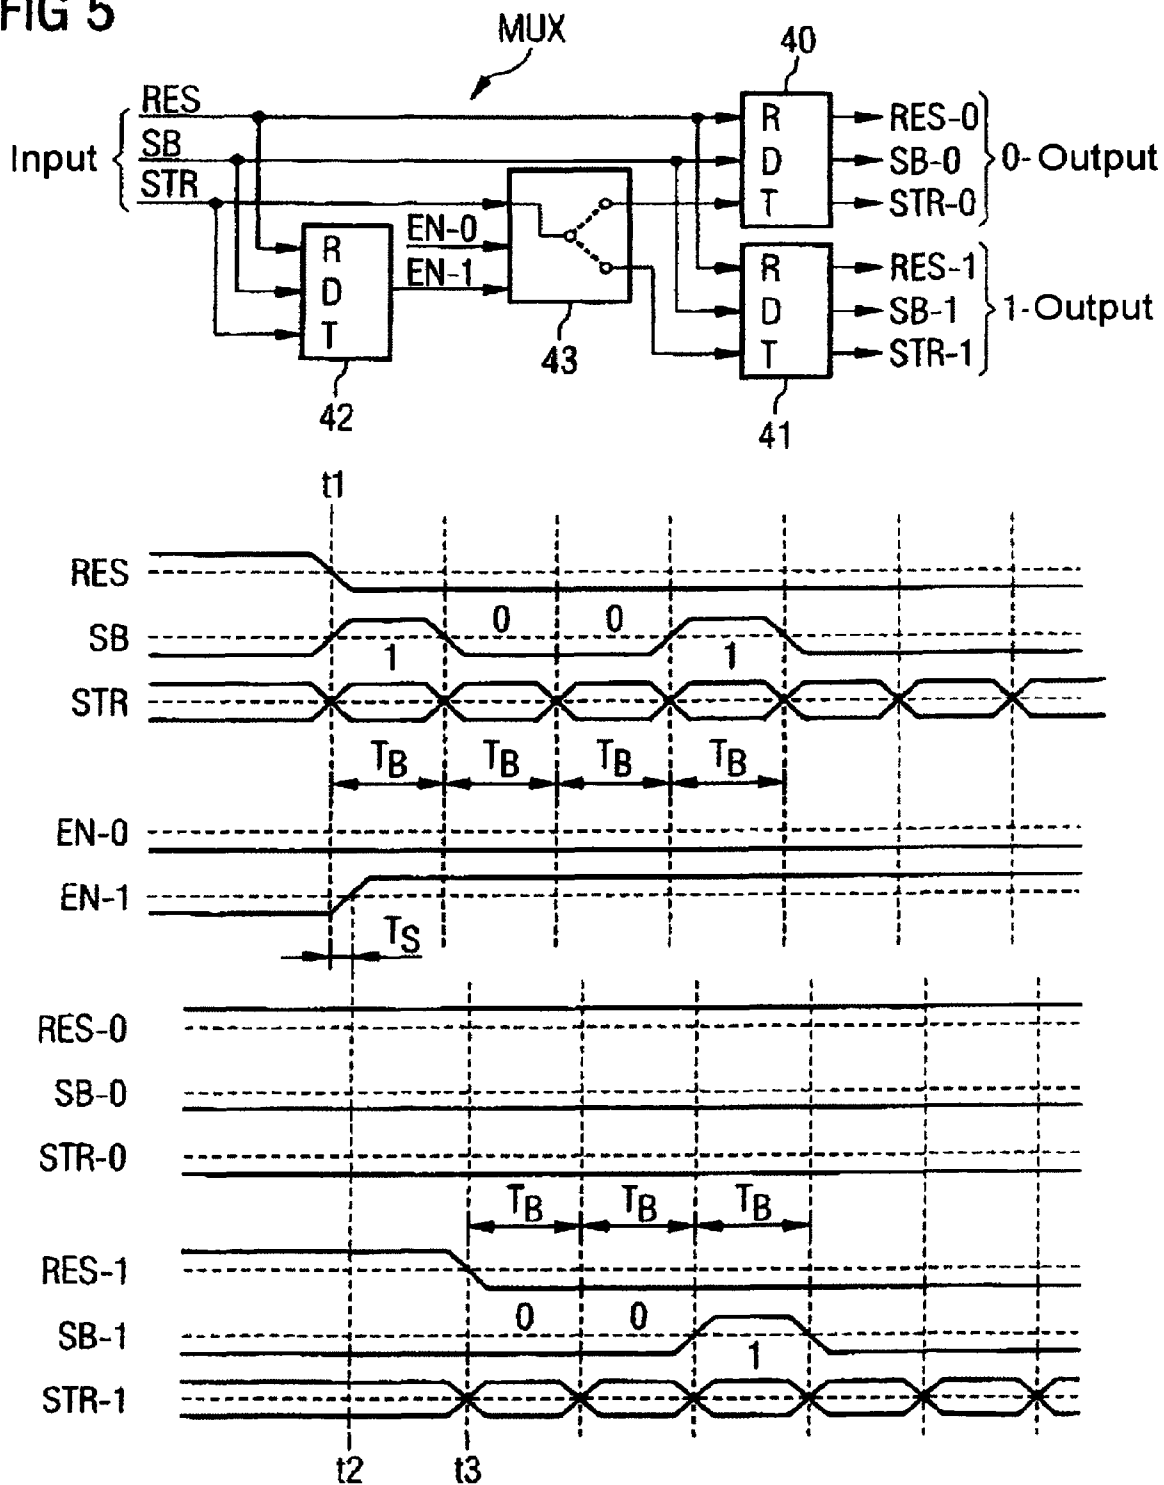 FIG 5
MUX
40
RES
SB
STR
Input
R
D
T
RES-0
SB-0
STR-0
0-Output
EN-0
EN-1
R
D
T
42
43
R
D
T
RES-1
SB-1
STR-1
1-Output
41
t1
RES
SB
1 0 0 1
STR
TB TB TB TB
EN-0
EN-1
TS
RES-0
SB-0
STR-0
TB TB TB
RES-1
SB-1
0 0 1
STR-1
t2 t3